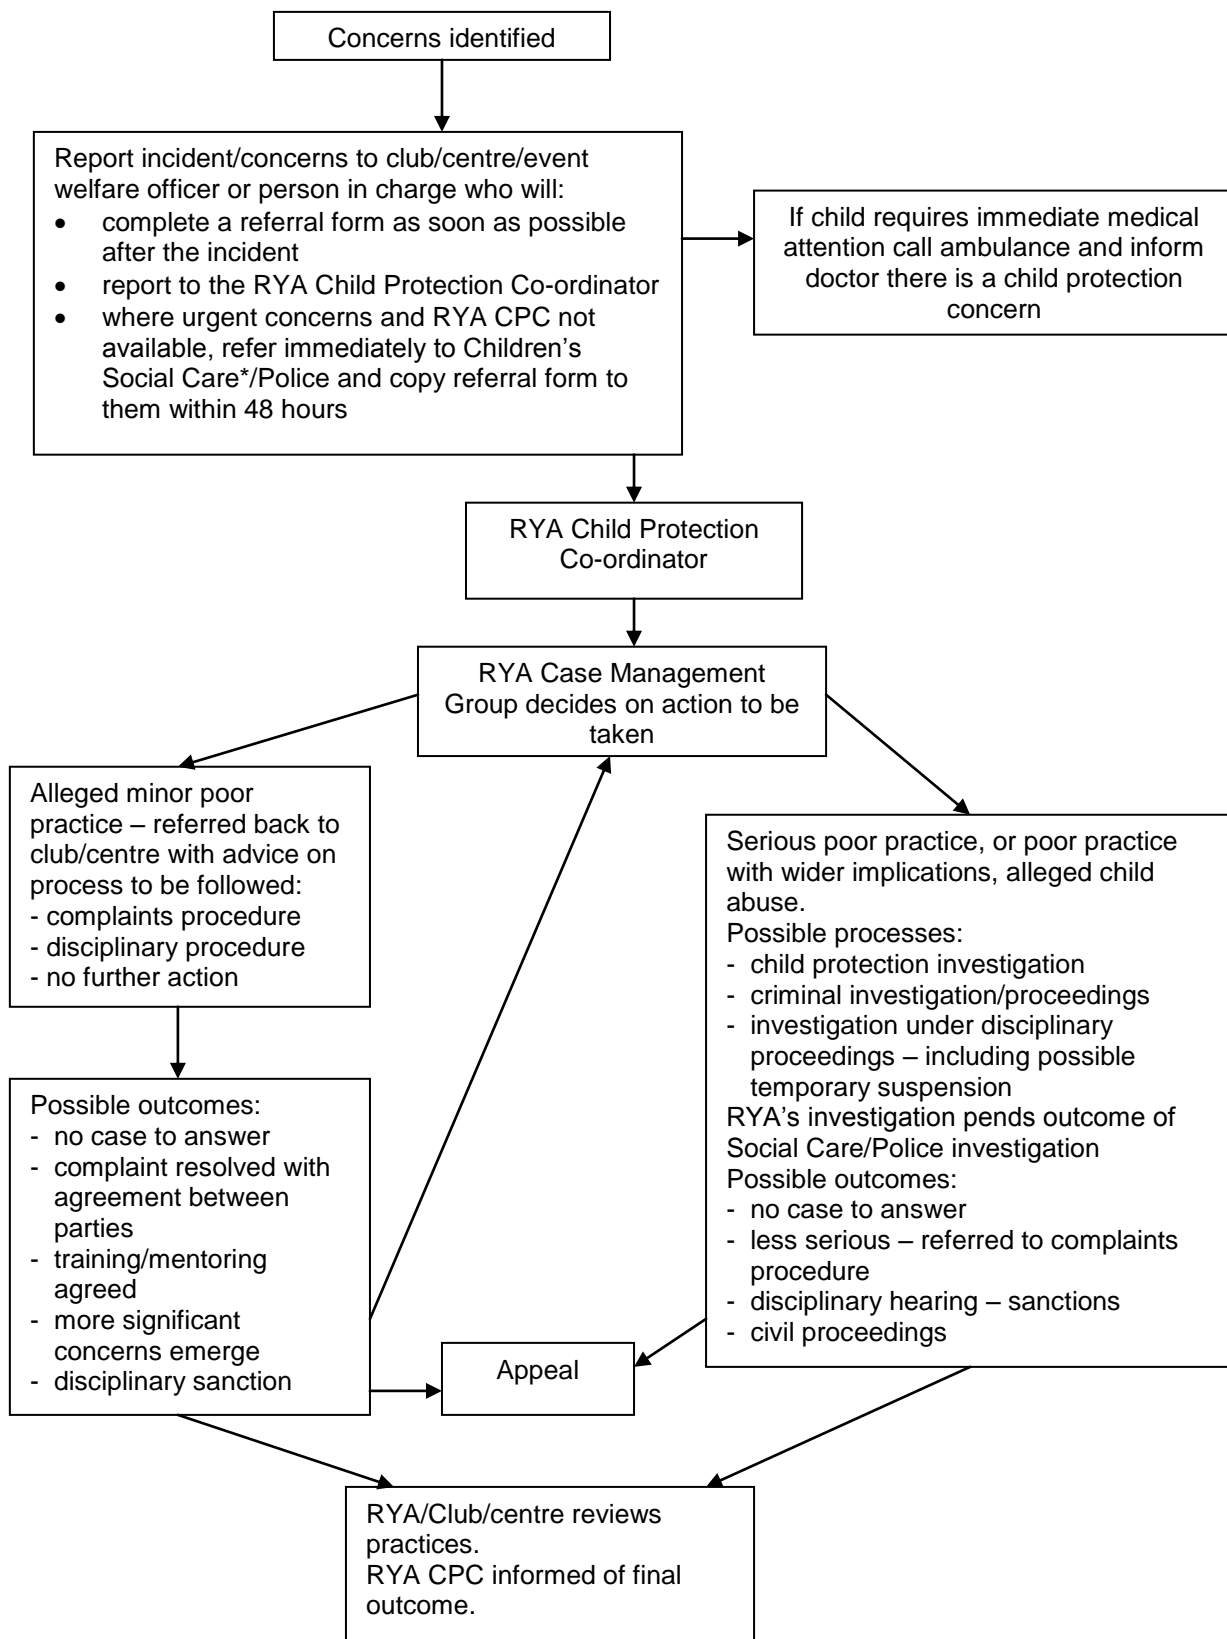 Concerns identified
Report incident/concerns to club/centre/event
welfare officer or person in charge who will:
• complete a referral form as soon as possible
after the incident
• report to the RYA Child Protection Co-ordinator
• where urgent concerns and RYA CPC not
available, refer immediately to Children’s
Social Care*/Police and copy referral form to
them within 48 hours
If child requires immediate medical
attention call ambulance and inform
doctor there is a child protection
concern
RYA Child Protection
Co-ordinator
RYA Case Management
Group decides on action to be
taken
Alleged minor poor
practice – referred back to
club/centre with advice on
process to be followed:
- complaints procedure
- disciplinary procedure
- no further action
Serious poor practice, or poor practice
with wider implications, alleged child
abuse.
Possible processes:
- child protection investigation
- criminal investigation/proceedings
- investigation under disciplinary
proceedings – including possible
temporary suspension
RYA’s investigation pends outcome of
Social Care/Police investigation
Possible outcomes:
- no case to answer
- less serious – referred to complaints
procedure
- disciplinary hearing – sanctions
- civil proceedings
Possible outcomes:
- no case to answer
- complaint resolved with
agreement between
parties
- training/mentoring
agreed
- more significant
concerns emerge
- disciplinary sanction
Appeal
RYA/Club/centre reviews
practices.
RYA CPC informed of final
outcome.